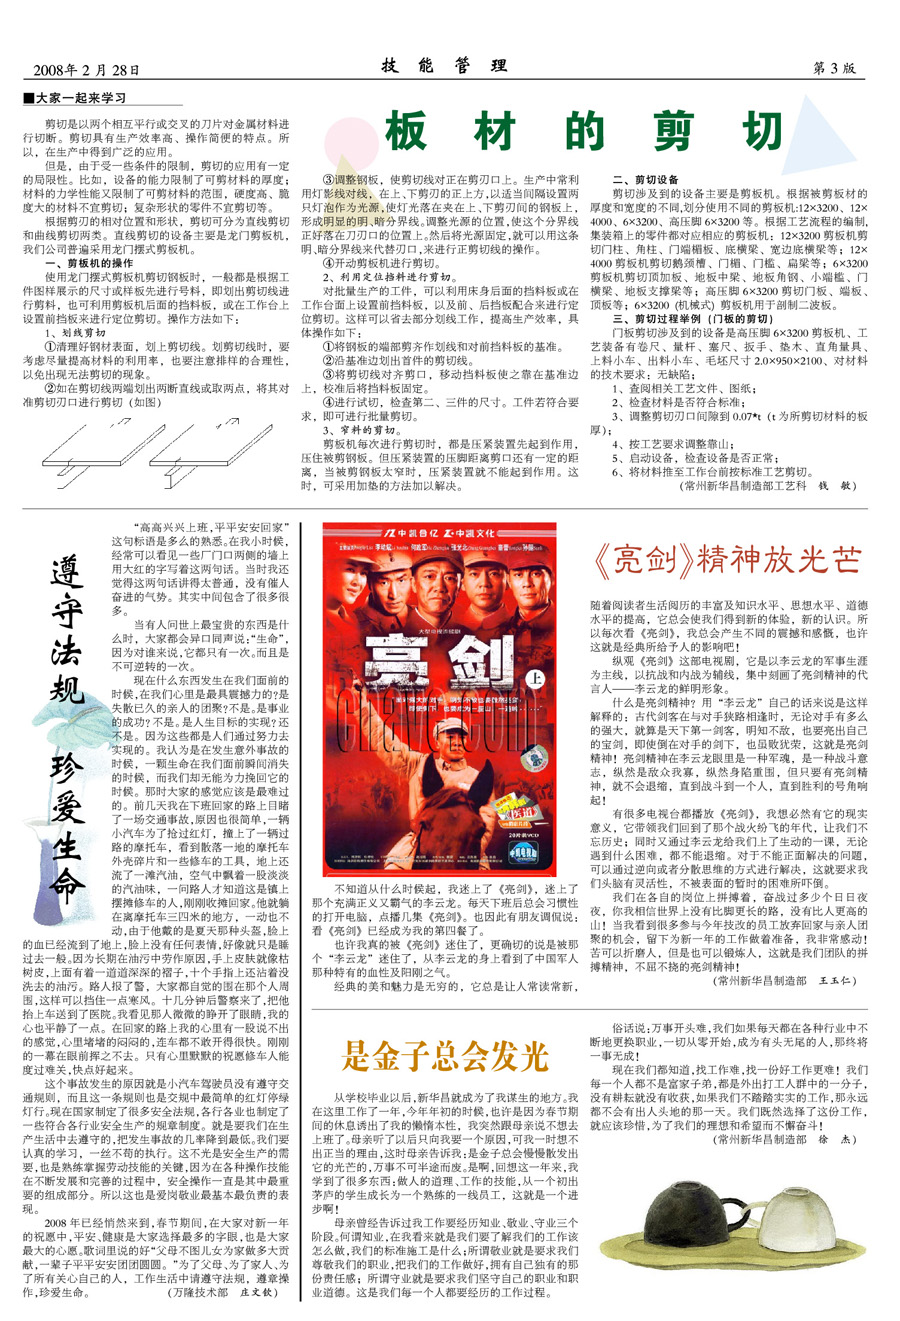 2008年 2 月 28日
技 能 管 理
第 3 版
■大家一起来学习
板 材 的 剪 切
剪切是以两个相互平行或交叉的刀片对金属材料进
行切断。剪切具有生产效率高、操作简便的特点。所
以，在生产中得到广泛的应用。
但是，由于受一些条件的限制，剪切的应用有一定
的局限性。比如，设备的能力限制了可剪材料的厚度；
材料的力学性能又限制了可剪材料的范围，硬度高、脆
度大的材料不宜剪切；复杂形状的零件不宜剪切等。
根据剪刃的相对位置和形状，剪切可分为直线剪切
和曲线剪切两类。直线剪切的设备主要是龙门剪板机，
我们公司普遍采用龙门摆式剪板机。
一、剪板机的操作
使用龙门摆式剪板机剪切钢板时，一般都是根据工
件图样展示的尺寸或样板先进行号料，即划出剪切线进
行剪料，也可利用剪板机后面的挡料板，或在工作台上
设置前挡板来进行定位剪切。操作方法如下：
1、划线剪切
①清理好钢材表面，划上剪切线。划剪切线时，要
考虑尽量提高材料的利用率，也要注意排样的合理性，
以免出现无法剪切的现象。
②如在剪切线两端划出两断直线或取两点，将其对
准剪切刃口进行剪切（如图）
③调整钢板，使剪切线对正在剪刃口上。生产中常利
用灯影线对线，在上、下剪刀的正上方，以适当间隔设置两
只灯泡作为光源，使灯光落在夹在上、下剪刃间的钢板上，
形成明显的明、暗分界线。调整光源的位置，使这个分界线
正好落在刀刃口的位置上。然后将光源固定，就可以用这条
明、暗分界线来代替刃口，来进行正剪切线的操作。
④开动剪板机进行剪切。
2、利用定位挡料进行剪切。
对批量生产的工件，可以利用床身后面的挡料板或在
工作台面上设置前挡料板，以及前、后挡板配合来进行定
位剪切。这样可以省去部分划线工作，提高生产效率，具
体操作如下：
①将钢板的端部剪齐作划线和对前挡料板的基准。
②沿基准边划出首件的剪切线。
③将剪切线对齐剪口，移动挡料板使之靠在基准边
上，校准后将挡料板固定。
④进行试切，检查第二、三件的尺寸。工件若符合要
求，即可进行批量剪切。
3、窄料的剪切。
剪板机每次进行剪切时，都是压紧装置先起到作用，
压住被剪钢板。但压紧装置的压脚距离剪口还有一定的距
离，当被剪钢板太窄时，压紧装置就不能起到作用。这
时，可采用加垫的方法加以解决。
二、剪切设备
剪切涉及到的设备主要是剪板机。根据被剪板材的
厚度和宽度的不同,划分使用不同的剪板机:12×3200、12×
4000、6×3200、高压脚 6×3200 等。根据工艺流程的编制,
集装箱上的零件都对应相应的剪板机；12×3200 剪板机剪
切门柱、角柱、门端楣板、底横梁、宽边底横梁等；12×
4000 剪板机剪切鹅颈槽、门楣、门槛、扁梁等；6×3200
剪板机剪切顶加板、地板中梁、地板角钢、小端槛、门
横梁、地板支撑梁等；高压脚 6×3200 剪切门板、端板、
顶板等；6×3200 (机械式) 剪板机用于剖制二波板。
三、剪切过程举例（门板的剪切）
门板剪切涉及到的设备是高压脚 6×3200 剪板机、工
艺装备有卷尺、量杆、塞尺、扳手、垫木、直角量具、
上料小车、出料小车、毛坯尺寸 2.0×950×2100、对材料
的技术要求：无缺陷；
1、查阅相关工艺文件、图纸；
2、检查材料是否符合标准；
3、调整剪切刃口间隙到 0.07*t（t 为所剪切材料的板
厚）；
4、按工艺要求调整靠山；
5、启动设备，检查设备是否正常；
6、将材料推至工作台前按标准工艺剪切。
（常州新华昌制造部工艺科 钱 敏）
遵守法规 珍爱生命
“高高兴兴上班，平平安安回家”
这句标语是多么的熟悉。在我小时候，
经常可以看见一些厂门口两侧的墙上
用大红的字写着这两句话。当时我还
觉得这两句话讲得太普通，没有催人
奋进的气势。其实中间包含了很多很
多。
当有人问世上最宝贵的东西是什
么时，大家都会异口同声说:“生命”，
因为对谁来说，它都只有一次。而且是
不可逆转的一次。
现在什么东西发生在我们面前的
时候，在我们心里是最具震撼力的?是
失散已久的亲人的团聚?不是。是事业
的成功?不是。是人生目标的实现?还
不是。因为这些都是人们通过努力去
实现的。我认为是在发生意外事故的
时候，一颗生命在我们面前瞬间消失
的时候，而我们却无能为力挽回它的
时候。那时大家的感觉应该是最难过
的。前几天我在下班回家的路上目睹
了一场交通事故，原因也很简单，一辆
小汽车为了抢过红灯，撞上了一辆过
路的摩托车，看到散落一地的摩托车
外壳碎片和一些修车的工具，地上还
流了一滩汽油，空气中飘着一股淡淡
的汽油味，一问路人才知道这是镇上
摆摊修车的人，刚刚收摊回家。他就躺
在离摩托车三四米的地方，一动也不
动，由于他戴的是夏天那种头盔，脸上
的血已经流到了地上，脸上没有任何表情，好像就只是睡
过去一般。因为长期在油污中劳作原因，手上皮肤就像枯
树皮，上面有着一道道深深的褶子，十个手指上还沾着没
洗去的油污。路人报了警，大家都自觉的围在那个人周
围，这样可以挡住一点寒风。十几分钟后警察来了，把他
抬上车送到了医院。我看见那人微微的睁开了眼睛，我的
心也平静了一点。在回家的路上我的心里有一股说不出
的感觉，心里堵堵的闷闷的，连车都不敢开得很快。刚刚
的一幕在眼前挥之不去。只有心里默默的祝愿修车人能
度过难关，快点好起来。
这个事故发生的原因就是小汽车驾驶员没有遵守交
通规则，而且这一条规则也是交规中最简单的红灯停绿
灯行。现在国家制定了很多安全法规，各行各业也制定了
一些符合各行业安全生产的规章制度。就是要我们在生
产生活中去遵守的，把发生事故的几率降到最低。我们要
认真的学习，一丝不苟的执行。这不光是安全生产的需
要，也是熟练掌握劳动技能的关键，因为在各种操作技能
在不断发展和完善的过程中，安全操作一直是其中最重
要的组成部分。所以这也是爱岗敬业最基本最负责的表
现。
2008 年已经悄然来到，春节期间，在大家对新一年
的祝愿中，平安、健康是大家选择最多的字眼，也是大家
最大的心愿。歌词里说的好“父母不图儿女为家做多大贡
献，一辈子平平安安团团圆圆。”为了父母、为了家人、为
了所有关心自己的人，工作生活中请遵守法规，遵章操
作，珍爱生命。 （万隆技术部 庄文钦）
中凯音亿 中凯文化
亮剑
上
20片装VCD
《亮剑》精神放光芒
不知道从什么时候起，我迷上了《亮剑》，迷上了
那个充满正义又霸气的李云龙。每天下班后总会习惯性
的打开电脑，点播几集《亮剑》。也因此有朋友调侃说：
看《亮剑》已经成为我的第四餐了。
也许我真的被《亮剑》迷住了，更确切的说是被那
个“李云龙”迷住了，从李云龙的身上看到了中国军人
那种特有的血性及阳刚之气。
经典的美和魅力是无穷的，它总是让人常读常新，
随着阅读者生活阅历的丰富及知识水平、思想水平、道德
水平的提高，它总会使我们得到新的体验，新的认识。所
以每次看《亮剑》，我总会产生不同的震撼和感慨，也许
这就是经典所给予人的影响吧！
纵观《亮剑》这部电视剧，它是以李云龙的军事生涯
为主线，以抗战和内战为辅线，集中刻画了亮剑精神的代
言人——李云龙的鲜明形象。
什么是亮剑精神？用“李云龙”自己的话来说是这样
解释的：古代剑客在与对手狭路相逢时，无论对手有多么
的强大，就算是天下第一剑客，明知不敌，也要亮出自己
的宝剑，即使倒在对手的剑下，也虽败犹荣，这就是亮剑
精神！亮剑精神在李云龙眼里是一种军魂，是一种战斗意
志，纵然是敌众我寡，纵然身陷重围，但只要有亮剑精
神，就不会退缩，直到战斗到一个人，直到胜利的号角响
起！
有很多电视台都播放《亮剑》，我想必然有它的现实
意义，它带领我们回到了那个战火纷飞的年代，让我们不
忘历史；同时又通过李云龙给我们上了生动的一课，无论
遇到什么困难，都不能退缩。对于不能正面解决的问题，
可以通过逆向或者分散思维的方式进行解决，这就要求我
们头脑有灵活性，不被表面的暂时的困难所吓倒。
我们在各自的岗位上拼搏着，奋战过多少个日日夜
夜，你我相信世界上没有比脚更长的路，没有比人更高的
山！当我看到很多参与今年技改的员工放弃回家与亲人团
聚的机会，留下为新一年的工作做着准备，我非常感动！
苦可以折磨人，但是也可以锻炼人，这就是我们团队的拼
搏精神，不屈不挠的亮剑精神！
（常州新华昌制造部 王玉仁）
是金子总会发光
从学校毕业以后，新华昌就成为了我谋生的地方。我
在这里工作了一年，今年年初的时候，也许是因为春节期
间的休息诱出了我的懒惰本性，我突然跟母亲说不想去
上班了。母亲听了以后只向我要一个原因，可我一时想不
出正当的理由，这时母亲告诉我：是金子总会慢慢散发出
它的光芒的，万事不可半途而废。是啊，回想这一年来，我
学到了很多东西：做人的道理、工作的技能，从一个初出
茅庐的学生成长为一个熟练的一线员工，这就是一个进
步啊！
母亲曾经告诉过我工作要经历知业、敬业、守业三个
阶段。何谓知业，在我看来就是我们要了解我们的工作该
怎么做，我们的标准施工是什么；所谓敬业就是要求我们
尊敬我们的职业，把我们的工作做好，拥有自己独有的那
份责任感；所谓守业就是要求我们坚守自己的职业和职
业道德。这是我们每一个人都要经历的工作过程。
俗话说：万事开头难，我们如果每天都在各种行业中不
断地更换职业，一切从零开始，成为有头无尾的人，那终将
一事无成！
现在我们都知道，找工作难，找一份好工作更难！我们
每一个人都不是富家子弟，都是外出打工人群中的一分子，
没有耕耘就没有收获，如果我们不踏踏实实的工作，那永远
都不会有出人头地的那一天。我们既然选择了这份工作，
就应该珍惜，为了我们的理想和希望而不懈奋斗！
（常州新华昌制造部 徐 杰）